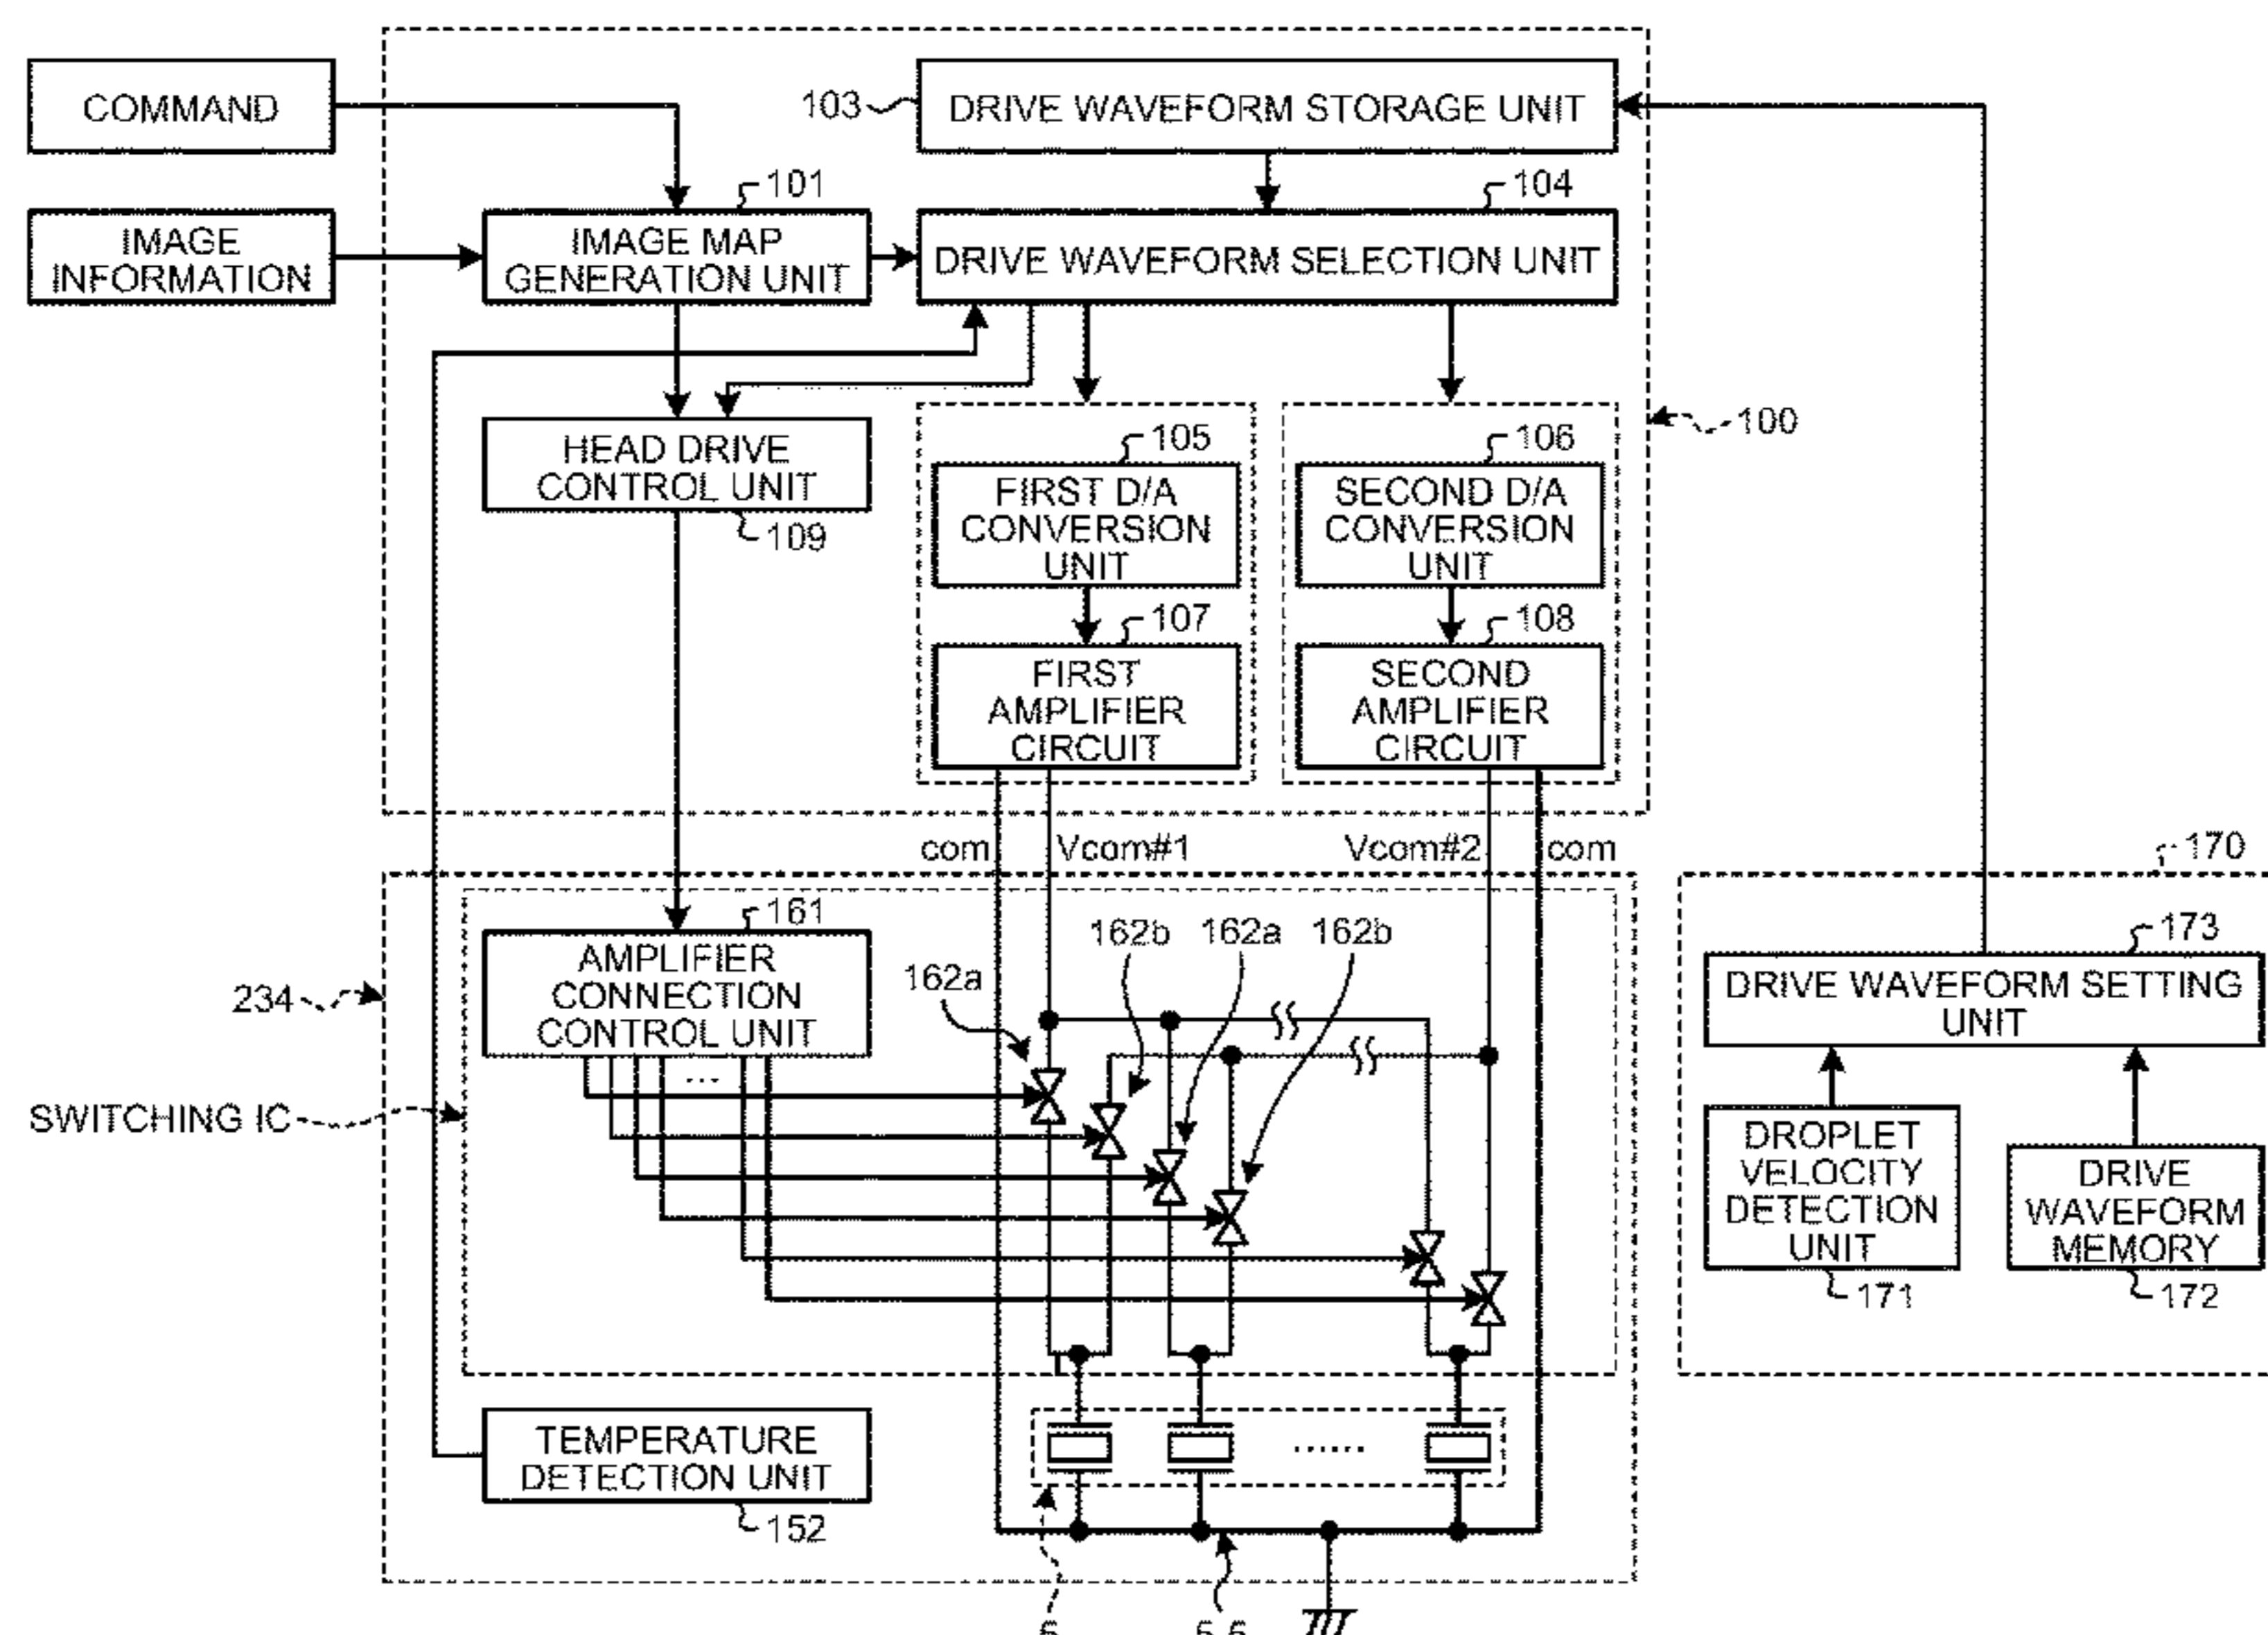 COMMAND
103
DRIVE WAVEFORM STORAGE UNIT
101
104
IMAGE
INFORMATION
IMAGE MAP
GENERATION UNIT
DRIVE WAVEFORM SELECTION UNIT
100
HEAD DRIVE
CONTROL UNIT
109
105
FIRST D/A
CONVERSION
UNIT
106
SECOND D/A
CONVERSION
UNIT
107
FIRST
AMPLIFIER
CIRCUIT
108
SECOND
AMPLIFIER
CIRCUIT
com
Vcom#1
Vcom#2
com
170
161
AMPLIFIER
CONNECTION
CONTROL UNIT
...
162a
162b
162a
162b
234
SWITCHING IC
173
DRIVE WAVEFORM SETTING
UNIT
DROPLET
VELOCITY
DETECTION
UNIT
171
DRIVE
WAVEFORM
MEMORY
172
TEMPERATURE
DETECTION UNIT
152
......